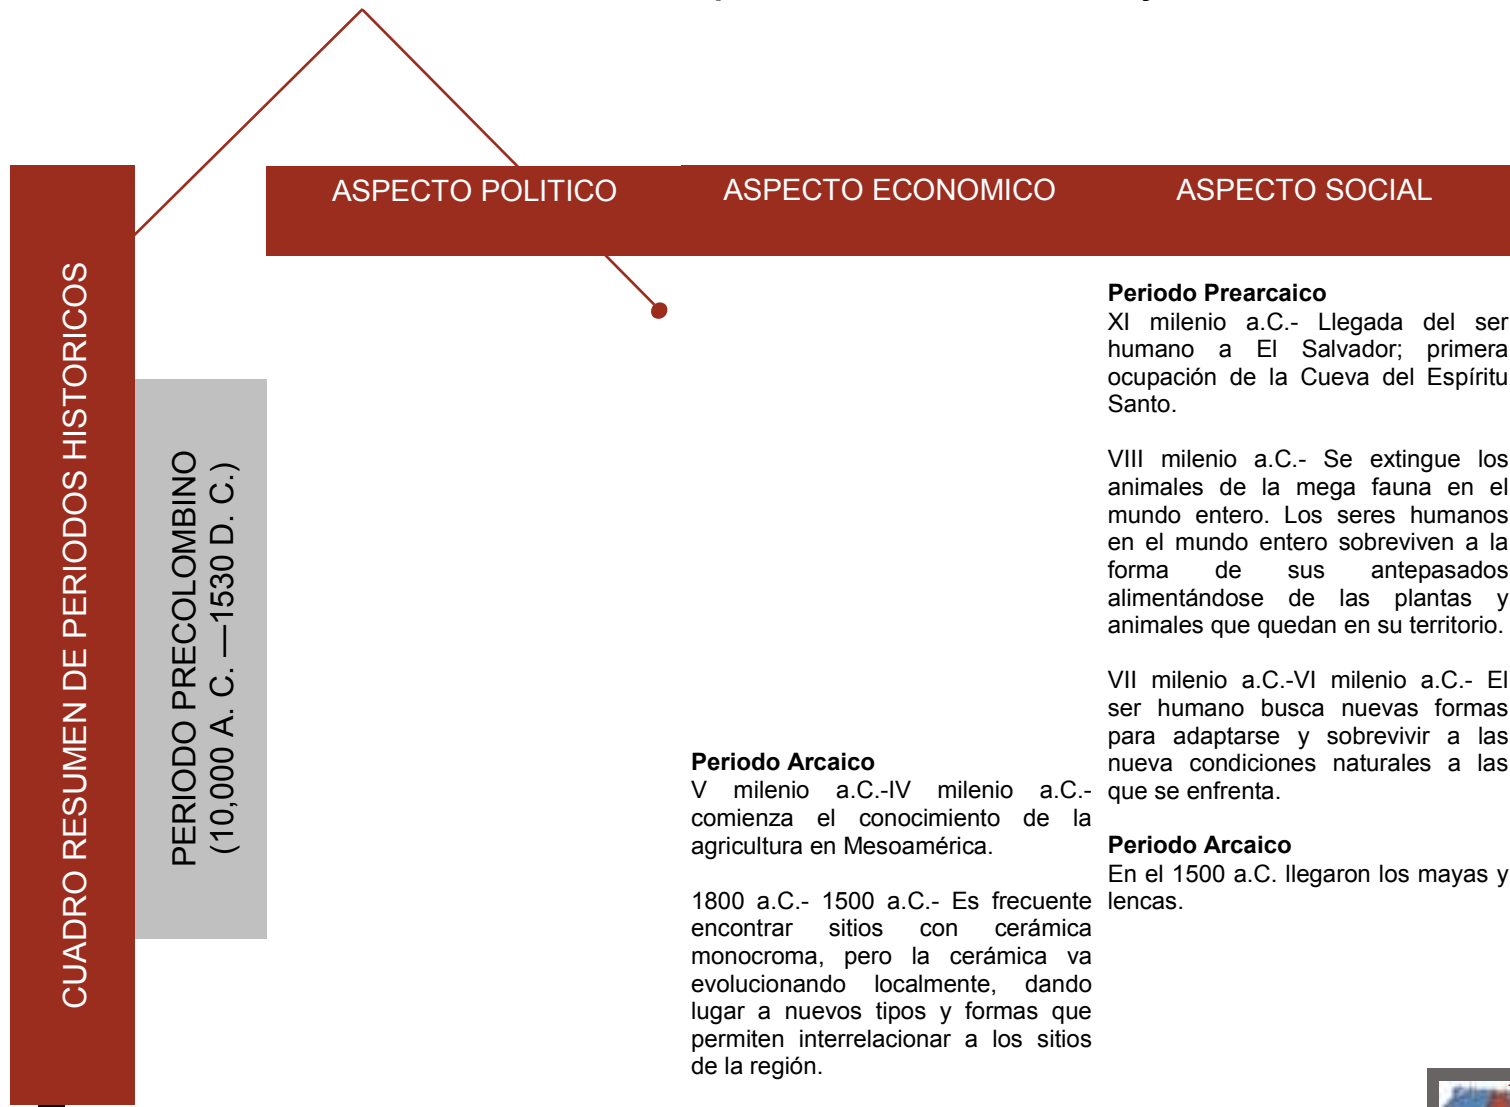 CUADRO RESUMEN DE PERIODOS HISTORICOS
PERIODO PRECOLOMBINO
(10,000 A. C. —1530 D. C.)
ASPECTO POLITICO
ASPECTO ECONOMICO
Periodo Arcaico
V milenio a.C.-IV milenio a.C.-
comienza el conocimiento de la
agricultura en Mesoamérica.
1800 a.C.- 1500 a.C.- Es frecuente
encontrar sitios con cerámica
monocroma, pero la cerámica va
evolucionando localmente, dando
lugar a nuevos tipos y formas que
permiten interrelacionar a los sitios
de la región.
ASPECTO SOCIAL
Periodo Prearcaico
XI milenio a.C.- Llegada del ser
humano a El Salvador; primera
ocupación de la Cueva del Espíritu
Santo.
VIII milenio a.C.- Se extingue los
animales de la mega fauna en el
mundo entero. Los seres humanos
en el mundo entero sobreviven a la
forma de sus antepasados
alimentándose de las plantas y
animales que quedan en su territorio.
VII milenio a.C.-VI milenio a.C.- El
ser humano busca nuevas formas
para adaptarse y sobrevivir a las
nueva condiciones naturales a las
que se enfrenta.
Periodo Arcaico
En el 1500 a.C. llegaron los mayas y
lencas.